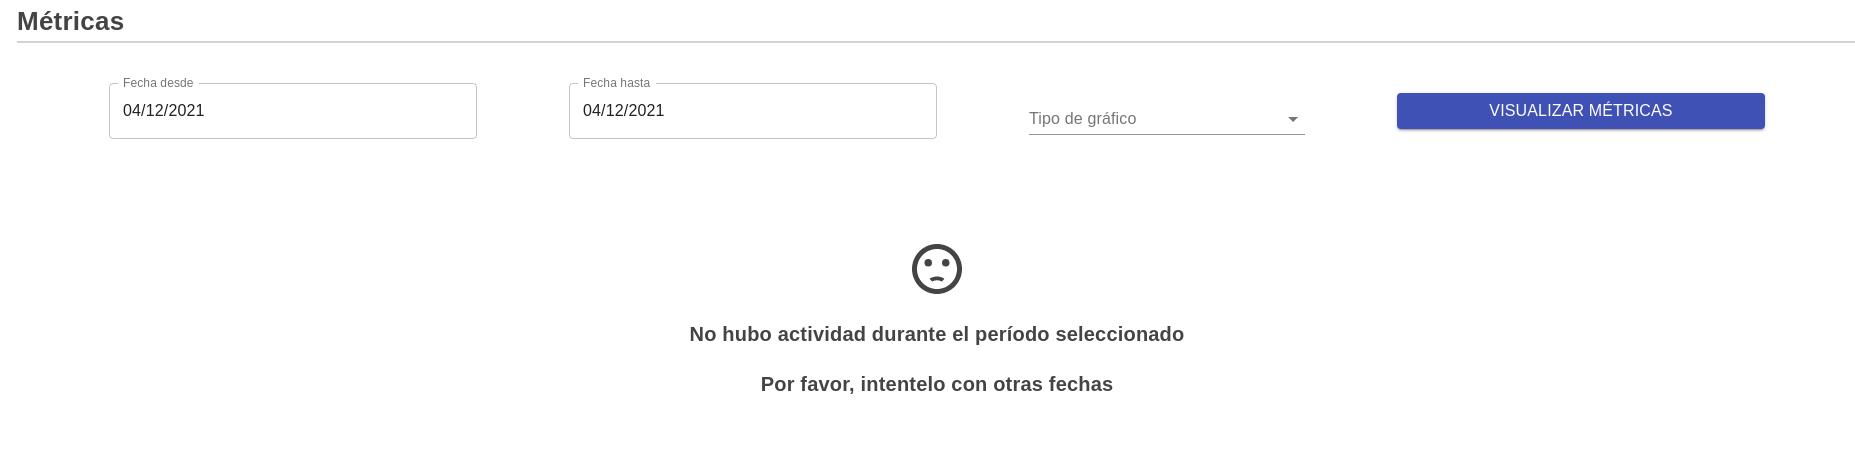 Métricas
Fecha desde
04/12/2021
Fecha hasta
04/12/2021
Tipo de gráfico
VISUALIZAR MÉTRICAS
No hubo actividad durante el período seleccionado
Por favor, intentelo con otras fechas